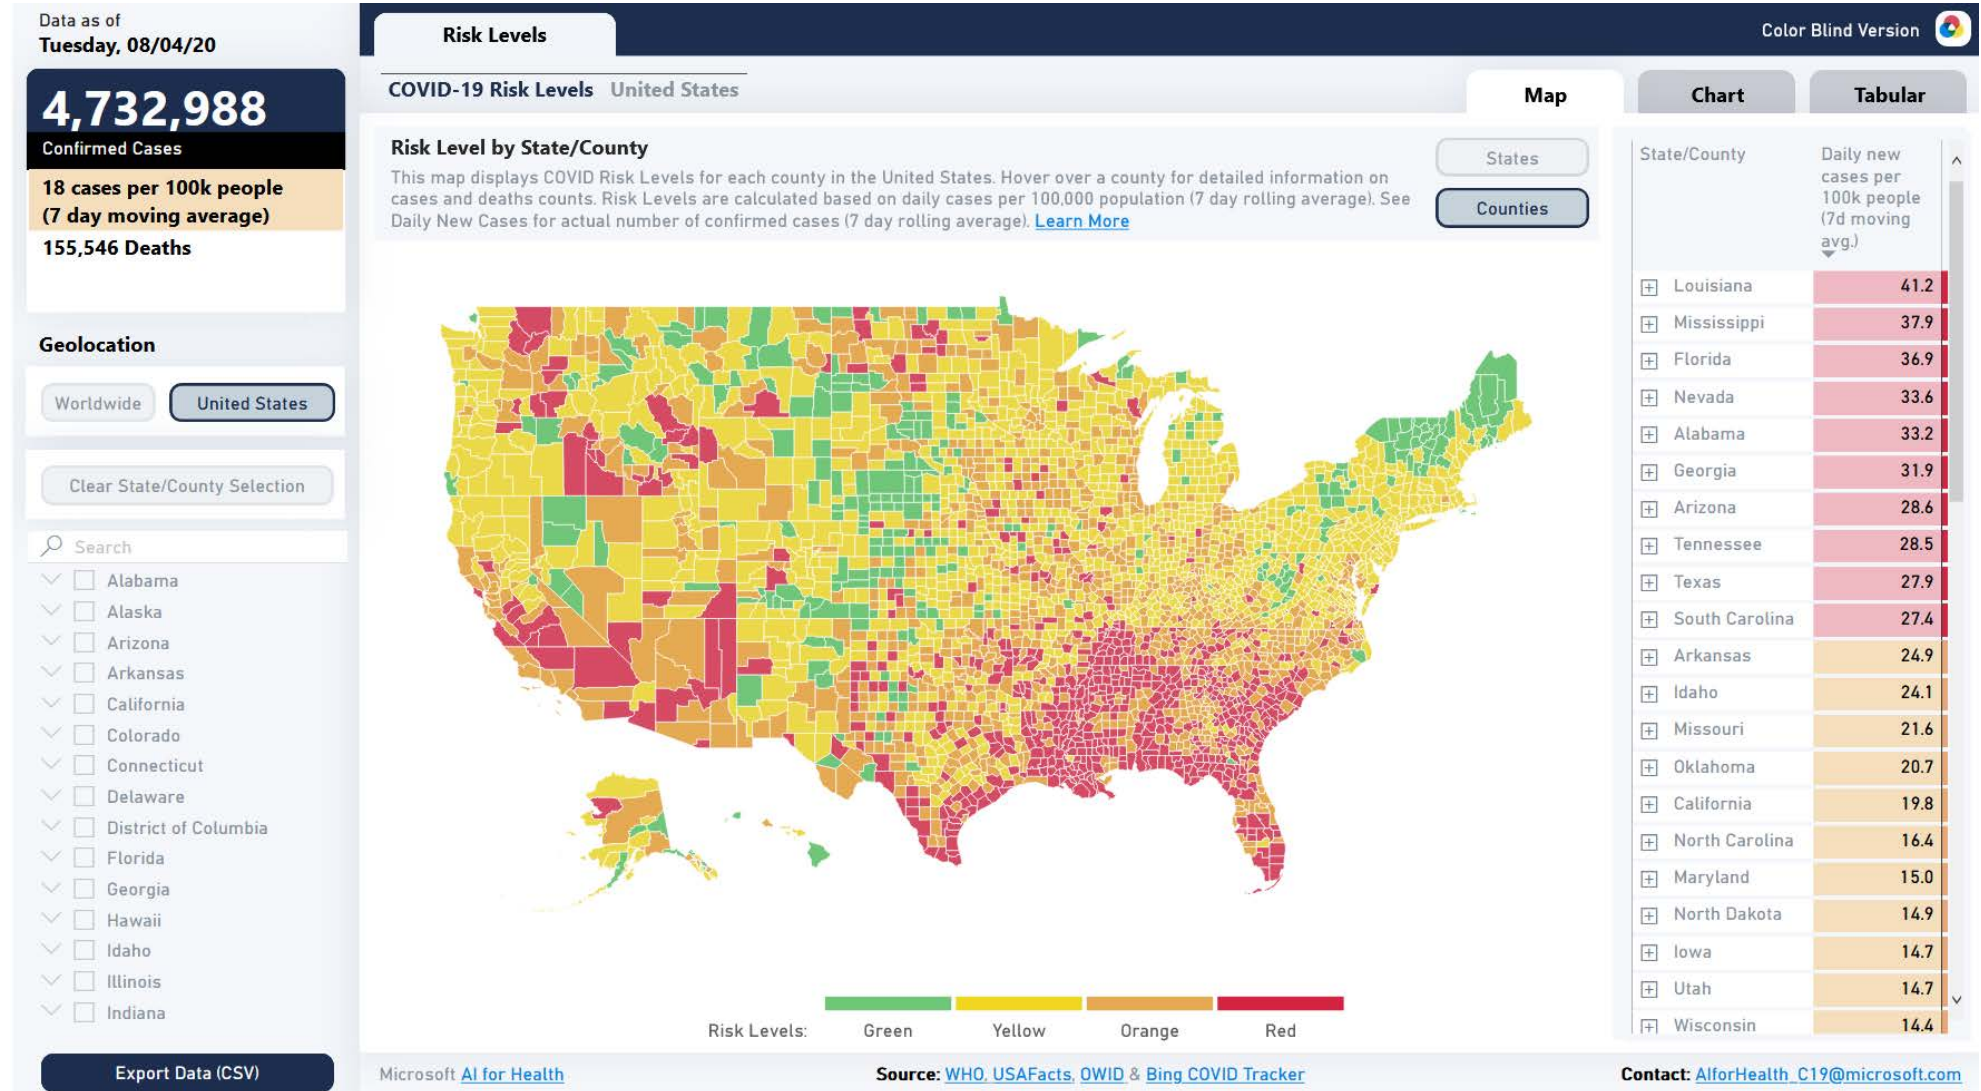 Data as of
Tuesday, 08/04/20
4,732,988
Confirmed Cases
18 cases per 100k people
(7 day moving average)
155,546 Deaths
Geolocation
Worldwide
United States
Clear State/County Selection
Search
Alabama
Alaska
Arizona
Arkansas
California
Colorado
Connecticut
Delaware
District of Columbia
Florida
Georgia
Hawaii
Idaho
Illinois
Indiana
Export Data (CSV)
Risk Levels
Color Blind Version
COVID-19 Risk Levels United States
Map
Chart
Tabular
Risk Level by State/County
This map displays COVID Risk Levels for each county in the United States. Hover over a county for detailed information on
cases and deaths counts. Risk Levels are calculated based on daily cases per 100,000 population (7 day rolling average). See
Daily New Cases for actual number of confirmed cases (7 day rolling average). Learn More
States
Counties
Risk Levels:
Green
Yellow
Orange
Red
State/County
Daily new
cases per
100k people
(7d moving
avg.)
Louisiana 41.2
Mississippi 37.9
Florida 36.9
Nevada 33.6
Alabama 33.2
Georgia 31.9
Arizona 28.6
Tennessee 28.5
Texas 27.9
South Carolina 27.4
Arkansas 24.9
Idaho 24.1
Missouri 21.6
Oklahoma 20.7
California 19.8
North Carolina 16.4
Maryland 15.0
North Dakota 14.9
Iowa 14.7
Utah 14.7
Wisconsin 14.4
Microsoft AI for Health
Source: WHO, USAFacts, OWID & Bing COVID Tracker
Contact: AIforHealth_C19@microsoft.com